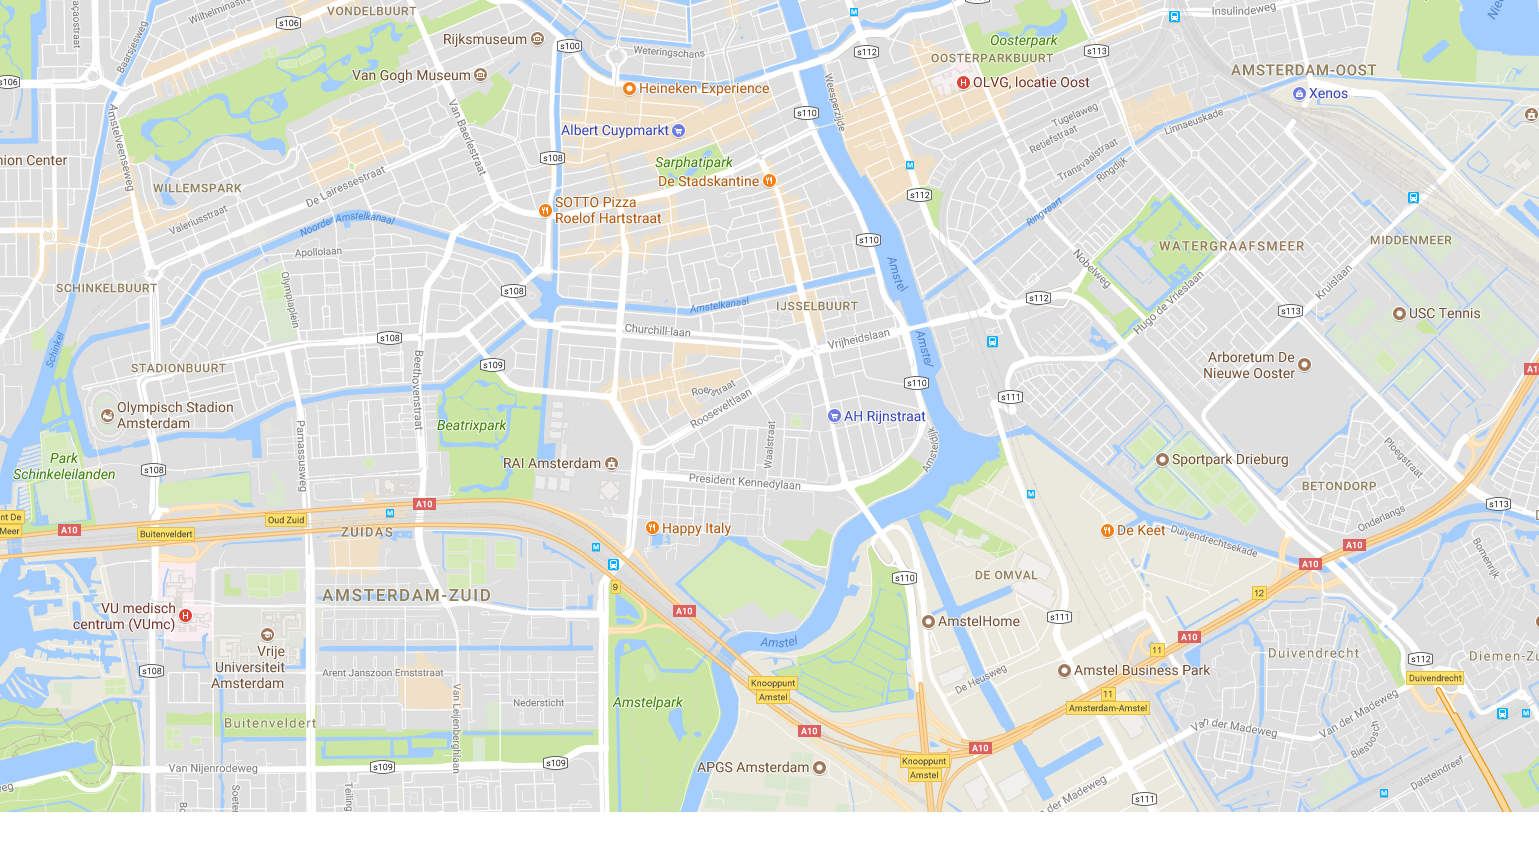 VONDELBUURT
Insulindeweg
s106
Rijksmuseum
s100
Weteringschans
s112
Oosterpark
s113
OOSTERPARKBUURT
AMSTERDAM-OOST
Van Gogh Museum
s106
Heineken Experience
OLVG, locatie Oost
Xenos
Baarsjesweg
Wilhelminastraat
Amstelveenseweg
Van Baerlestraat
Weesperzijde
s110
Tugelaweg
Linnaeuskade
Albert Cuypmarkt
Retiefstraat
nion Center
s108
Sarphatipark
Transvaalstraat
Ringdijk
De Stadskantine
WILLEMSPARK
De Lairessestraat
s112
SOTTO Pizza
Roelof Hartstraat
Valeriusstraat
Noorder Amstelkanaal
Ringvaart
s110
WATERGRAAFSMEER
MIDDENMEER
Apollolaan
Amstel
Nobelweg
Kruislaan
SCHINKELBUURT
Olympiaplein
s108
Amstelkanaal
IJSSELBUURT
s112
Hugo de Vrieslaan
s113
USC Tennis
Churchill-laan
Vrijheidslaan
Schinkel
s108
Amstel
STADIONBUURT
s109
Beethovenstraat
Arboretum De
Nieuwe Ooster
s110
Roerstraat
s111
A10
Rooseveltlaan
Olympisch Stadion
Amsterdam
AH Rijnstraat
Beatrixpark
Parnassusweg
Waalstraat
Amsteldijk
Park
Schinkeleilanden
s108
RAI Amsterdam
Sportpark Drieburg
Ploegstraat
President Kennedylaan
BETONDORP
A10
s113
nt De
Meer
A10
Buitenveldert
Oud Zuid
ZUIDAS
Happy Italy
De Keet
Duivendrechtsekade
Onderlangs
A10
A10
Bomenrijk
s110
DE OMVAL
9
12
AMSTERDAM-ZUID
A10
VU medisch
centrum (VUmc)
AmstelHome
s111
A10
Amstel
11
Vrije
Universiteit
Amsterdam
s108
Arent Janszoon Ernststraat
Duivendrecht
s112
Diemen-Zu
De Heusweg
Amstel Business Park
Duivendrecht
Knooppunt
Amstel
11
Amsterdam-Amstel
Van Leijenberghlaan
Nedersticht
Amstelpark
Van der Madeweg
Van der Madeweg
Buitenveldert
A10
A10
Biesbosch
Knooppunt
Amstel
Van Nijenrodeweg
s109
s109
APGS Amsterdam
Dalsteindreef
der Madeweg
s111